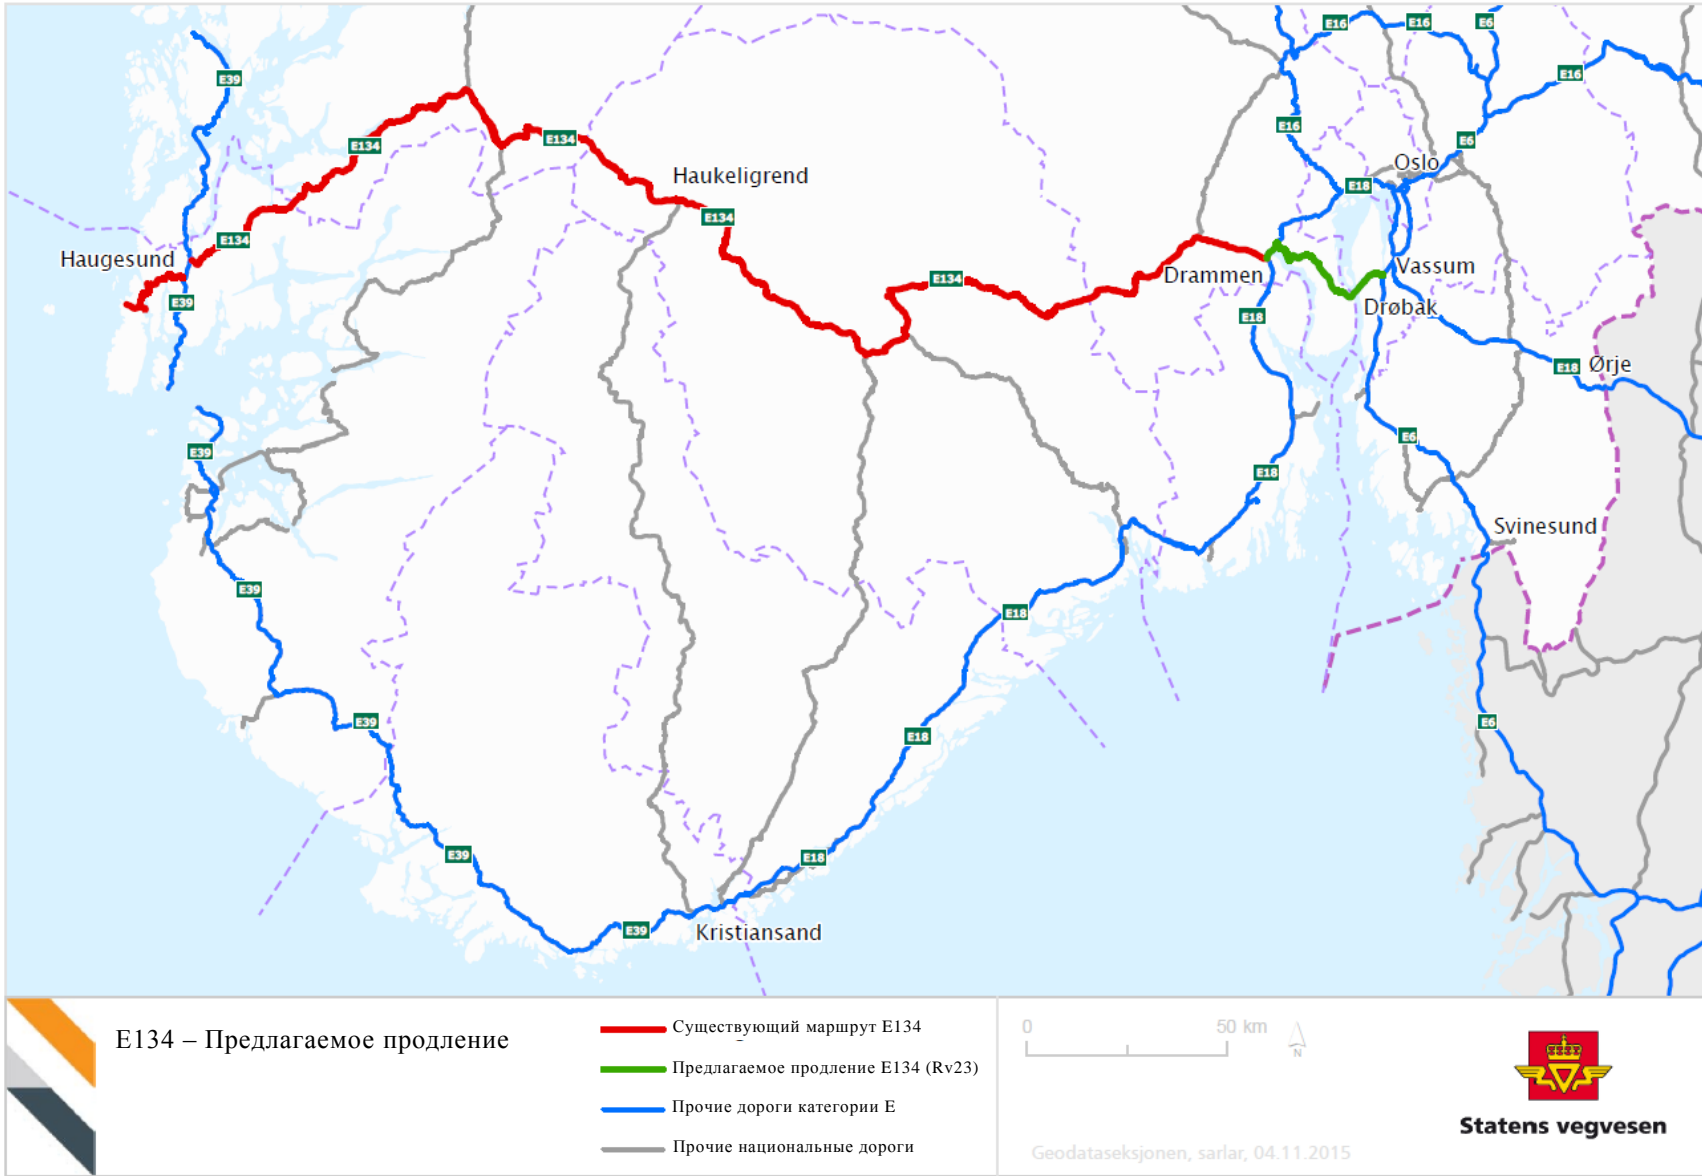 E16
E16
E6
E39
E16
E16
E6
E134
E134
Oslo
Haukeligrend
E18
E134
E134
Haugesund
Vassum
Drammen
E134
E39
Drøbak
E18
E18
Ørje
E6
E39
E18
Svinesund
E39
E18
E39
E6
E18
E39
E18
E39
Kristiansand
E134 – Предлагаемое продление
Существующий маршрут E134
Предлагаемое продление E134 (Rv23)
Прочие дороги категории E
Прочие национальные дороги
0 50 km
N
Statens vegvesen
Geodataseksjonen, sarlar, 04.11.2015